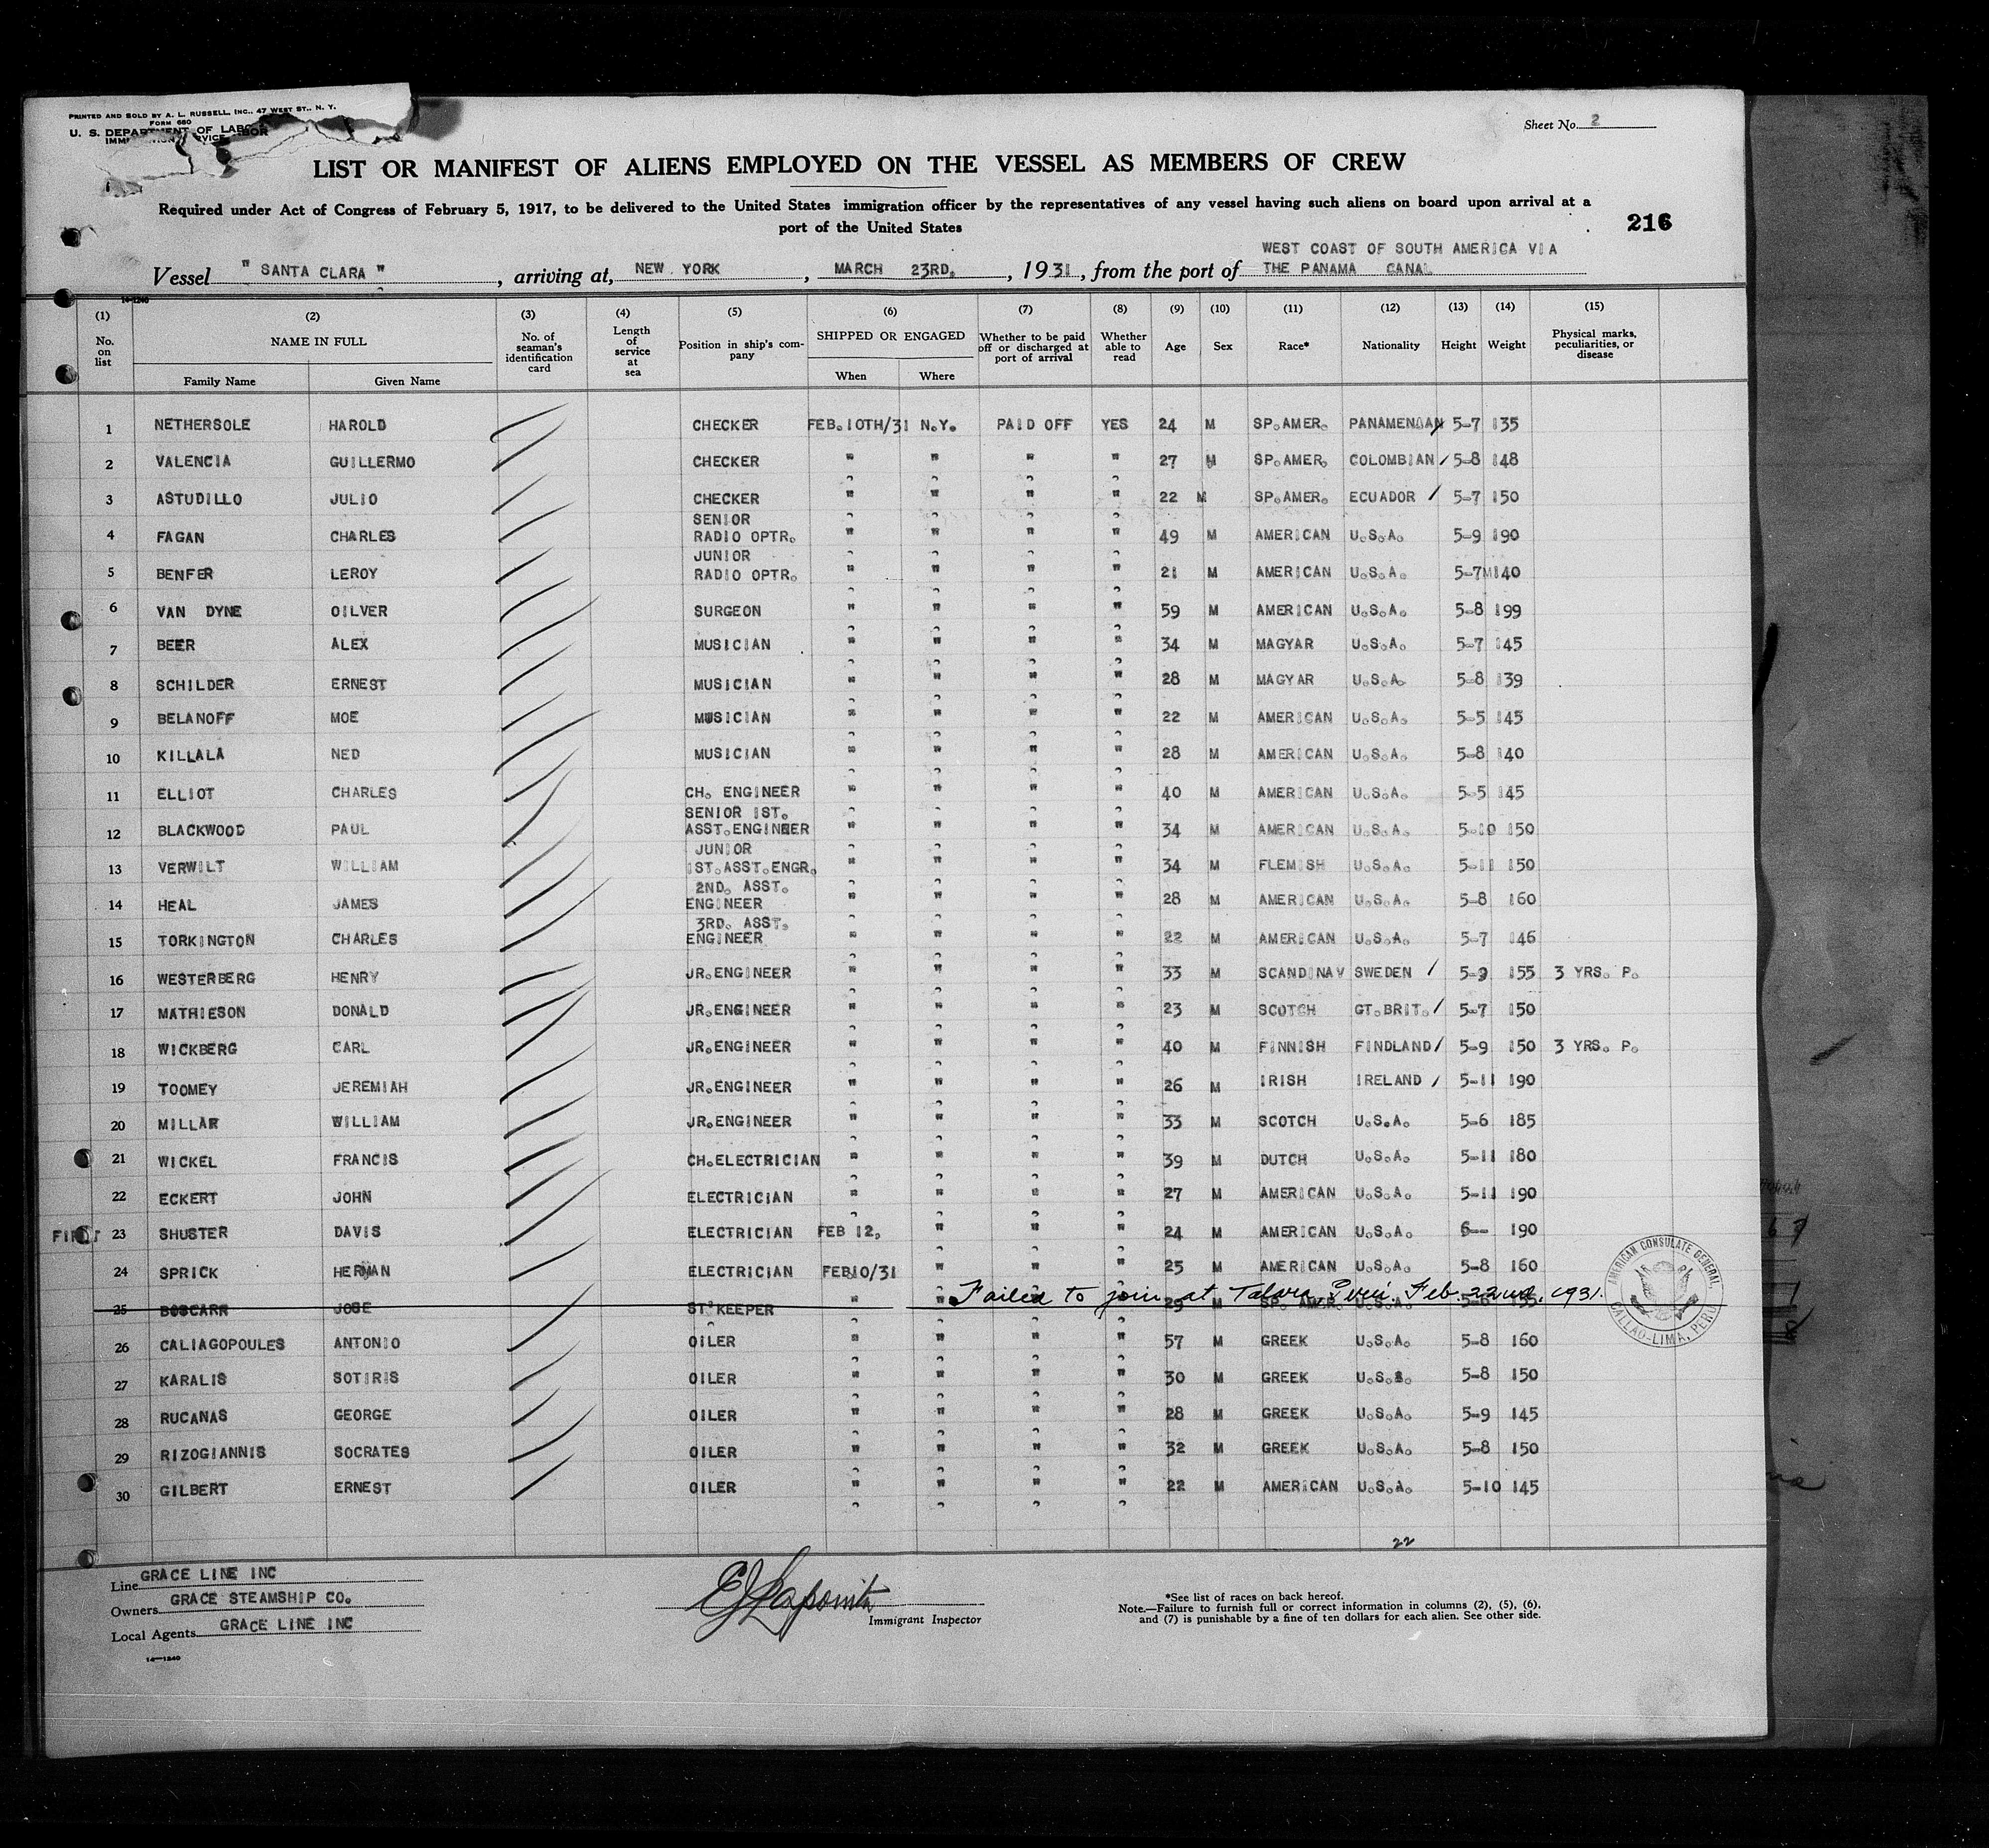 PRINTED AND SOLD BY A. L. RUSSELL, INC., 47 WEST ST., N. Y.
FORM 680
U. S. DEPARTMENT OF LABOR
Sheet No. 2
LIST OR MANIFEST OF ALIENS EMPLOYED ON THE VESSEL AS MEMBERS OF CREW
Required under Act of Congress of February 5, 1917, to be delivered to the United States immigration officer by the representatives of any vessel having such aliens on board upon arrival at a
port of the United States
216
WEST COAST OF SOUTH AMERICA VIA
Vessel "SANTA CLARA", arriving at, NEW YORK, MARCH 23RD., 1931, from the port of THE PANAMA CANAL
14-1240
(1) (2) (3) (4) (5) (6) (7) (8) (9) (10) (11) (12) (13) (14) (15)
No. on list NAME IN FULL No. of seaman's identification card Length of service at sea Position in ship's company SHIPPED OR ENGAGED Whether to be paid off or discharged at port of arrival Whether able to read Age Sex Race* Nationality Height Weight Physical marks, peculiarities, or disease
Family Name Given Name When Where
1 NETHERSOLE HAROLD CHECKER FEB.10TH/31 N.Y. PAID OFF YES 24 M SP.AMER. PANAMENOAN 5-7 135
2 VALENCIA GUILLERMO CHECKER " " " " 27 M SP.AMER. COLOMBIAN / 5-8 148
3 ASTUDILLO JULIO CHECKER " " " " 22 M SP.AMER. ECUADOR / 5-7 150
4 FAGAN CHARLES SENIOR RADIO OPTR. " " " " 49 M AMERICAN U.S.A. 5-9 190
5 BENFER LEROY JUNIOR RADIO OPTR. " " " " 21 M AMERICAN U.S.A. 5-7M140
6 VAN DYNE OILVER SURGEON " " " " 59 M AMERICAN U.S.A. 5-8 199
7 BEER ALEX MUSICIAN " " " " 34 M MAGYAR U.S.A. 5-7 145
8 SCHILDER ERNEST MUSICIAN " " " " 28 M MAGYAR U.S.A. 5-8 139
9 BELANOFF MOE MUSICIAN " " " " 22 M AMERICAN U.S.A. 5-5 145
10 KILLALA NED MUSICIAN " " " " 28 M AMERICAN U.S.A. 5-8 140
11 ELLIOT CHARLES CH. ENGINEER " " " " 40 M AMERICAN U.S.A. 5-5 145
12 BLACKWOOD PAUL SENIOR 1ST. ASST.ENGINEER " " " " 34 M AMERICAN U.S.A. 5-10 150
13 VERWILT WILLIAM JUNIOR 1ST.ASST.ENGR. " " " " 34 M FLEMISH U.S.A. 5-11 150
14 HEAL JAMES 2ND. ASST. ENGINEER " " " " 28 M AMERICAN U.S.A. 5-8 160
15 TORKINGTON CHARLES 3RD. ASST. ENGINEER " " " " 22 M AMERICAN U.S.A. 5-7 146
16 WESTERBERG HENRY JR.ENGINEER " " " " 33 M SCANDINAV SWEDEN / 5-9 155 3 YRS. P.
17 MATHIESON DONALD JR.ENGINEER " " " " 23 M SCOTCH GT.BRIT. / 5-7 150
18 WICKBERG CARL JR.ENGINEER " " " " 40 M FINNISH FINDLAND / 5-9 150 3 YRS. P.
19 TOOMEY JEREMIAH JR.ENGINEER " " " " 26 M IRISH IRELAND / 5-11 190
20 MILLAR WILLIAM JR.ENGINEER " " " " 33 M SCOTCH U.S.A. 5-6 185
21 WICKEL FRANCIS CH.ELECTRICIAN " " " " 39 M DUTCH U.S.A. 5-11 180
22 ECKERT JOHN ELECTRICIAN " " " " 27 M AMERICAN U.S.A. 5-11 190
FIRST 23 SHUSTER DAVIS ELECTRICIAN FEB 12, " " " 24 M AMERICAN U.S.A. 6-- 190
24 SPRICK HERMAN ELECTRICIAN FEB10/31 " " " 25 M AMERICAN U.S.A. 5-8 160
25 BOSCARR JOSE ST.KEEPER " " Failed to join at Talara, Peru. Feb. 22nd. 1931. 29 M SP. AMER. 5-6 155
26 CALIAGOPOULES ANTONIO OILER " " " " 57 M GREEK U.S.A. 5-8 160
27 KARALIS SOTIRIS OILER " " " " 30 M GREEK U.S.A. 5-8 150
28 RUCANAS GEORGE OILER " " " " 28 M GREEK U.S.A. 5-9 145
29 RIZOGIANNIS SOCRATES OILER " " " " 32 M GREEK U.S.A. 5-8 150
30 GILBERT ERNEST OILER " " " " 22 M AMERICAN U.S.A. 5-10 145
AMERICAN CONSULATE GENERAL
CALLAO-LIMA, PERU
22
Line GRACE LINE INC
Owners GRACE STEAMSHIP CO.
Local Agents GRACE LINE INC
14-1240
Immigrant Inspector
*See list of races on back hereof.
Note.—Failure to furnish full or correct information in columns (2), (5), (6),
and (7) is punishable by a fine of ten dollars for each alien. See other side.